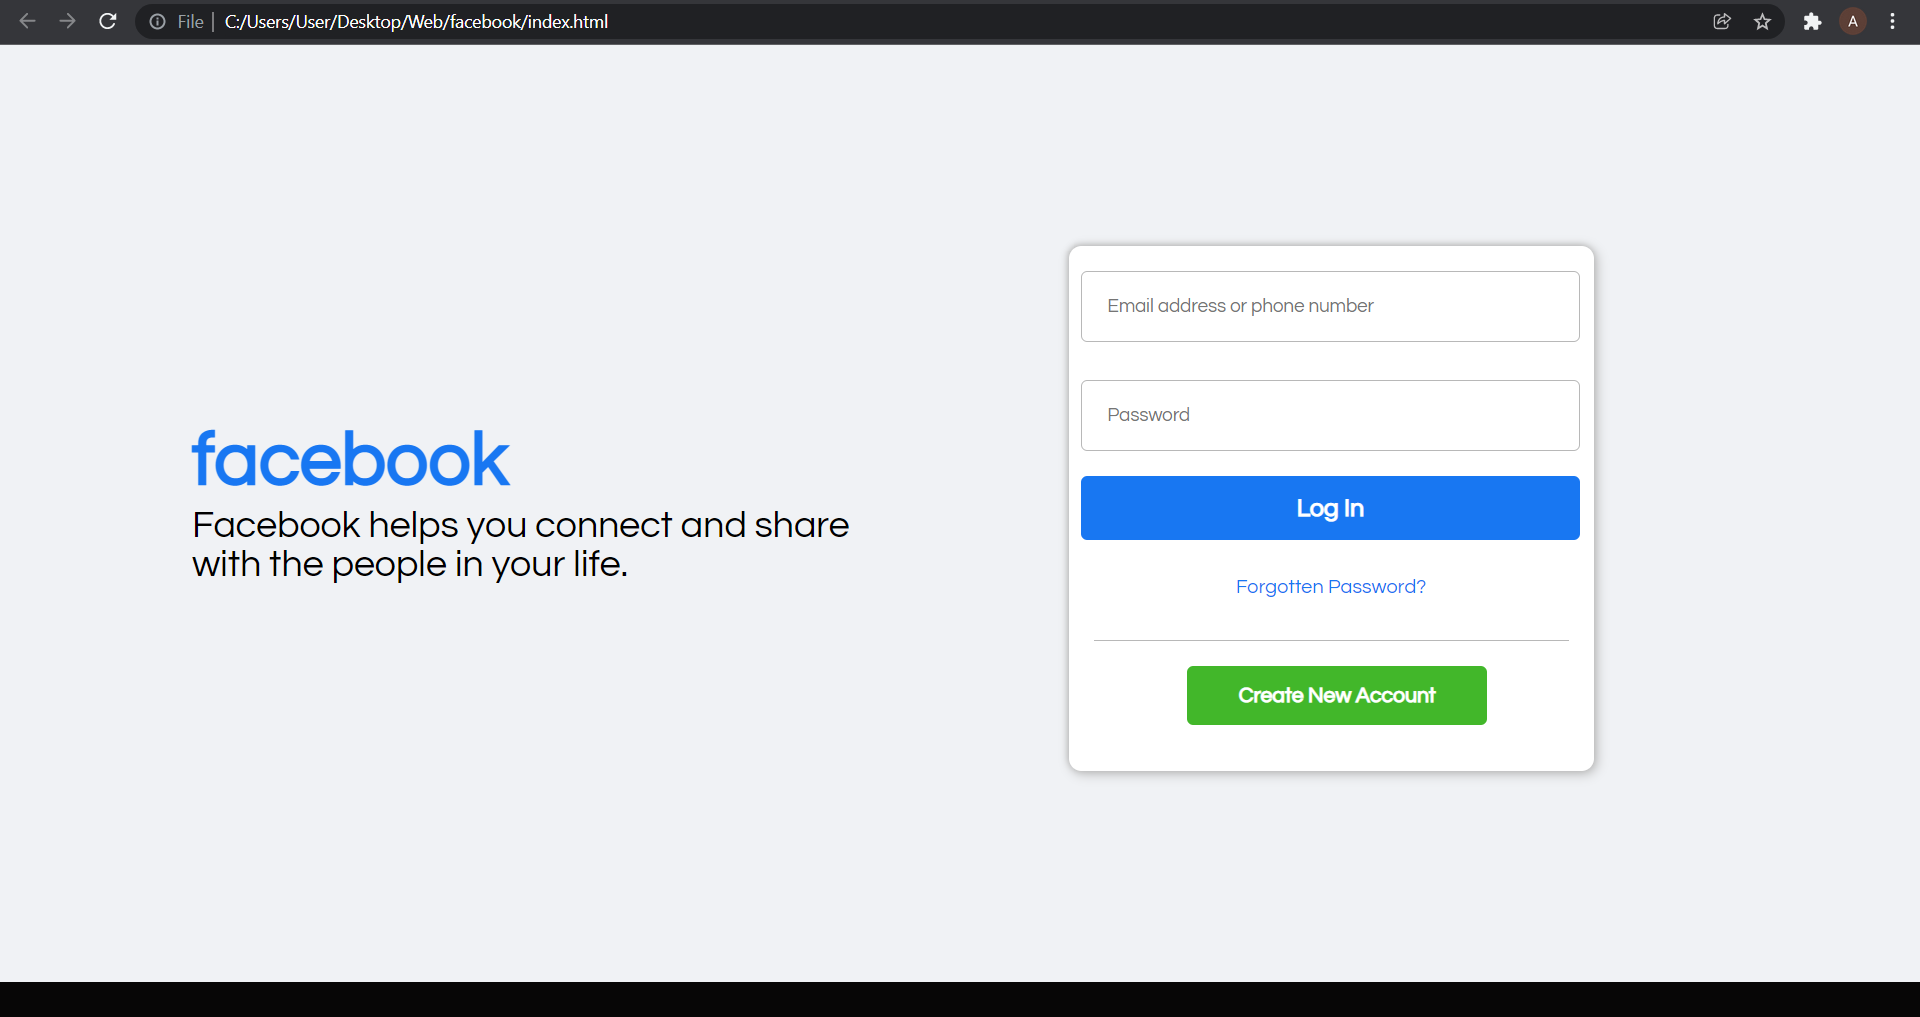 File | C:/Users/User/Desktop/Web/facebook/index.html
A
facebook
Facebook helps you connect and share
with the people in your life.
Email address or phone number
Password
Log In
Forgotten Password?
Create New Account